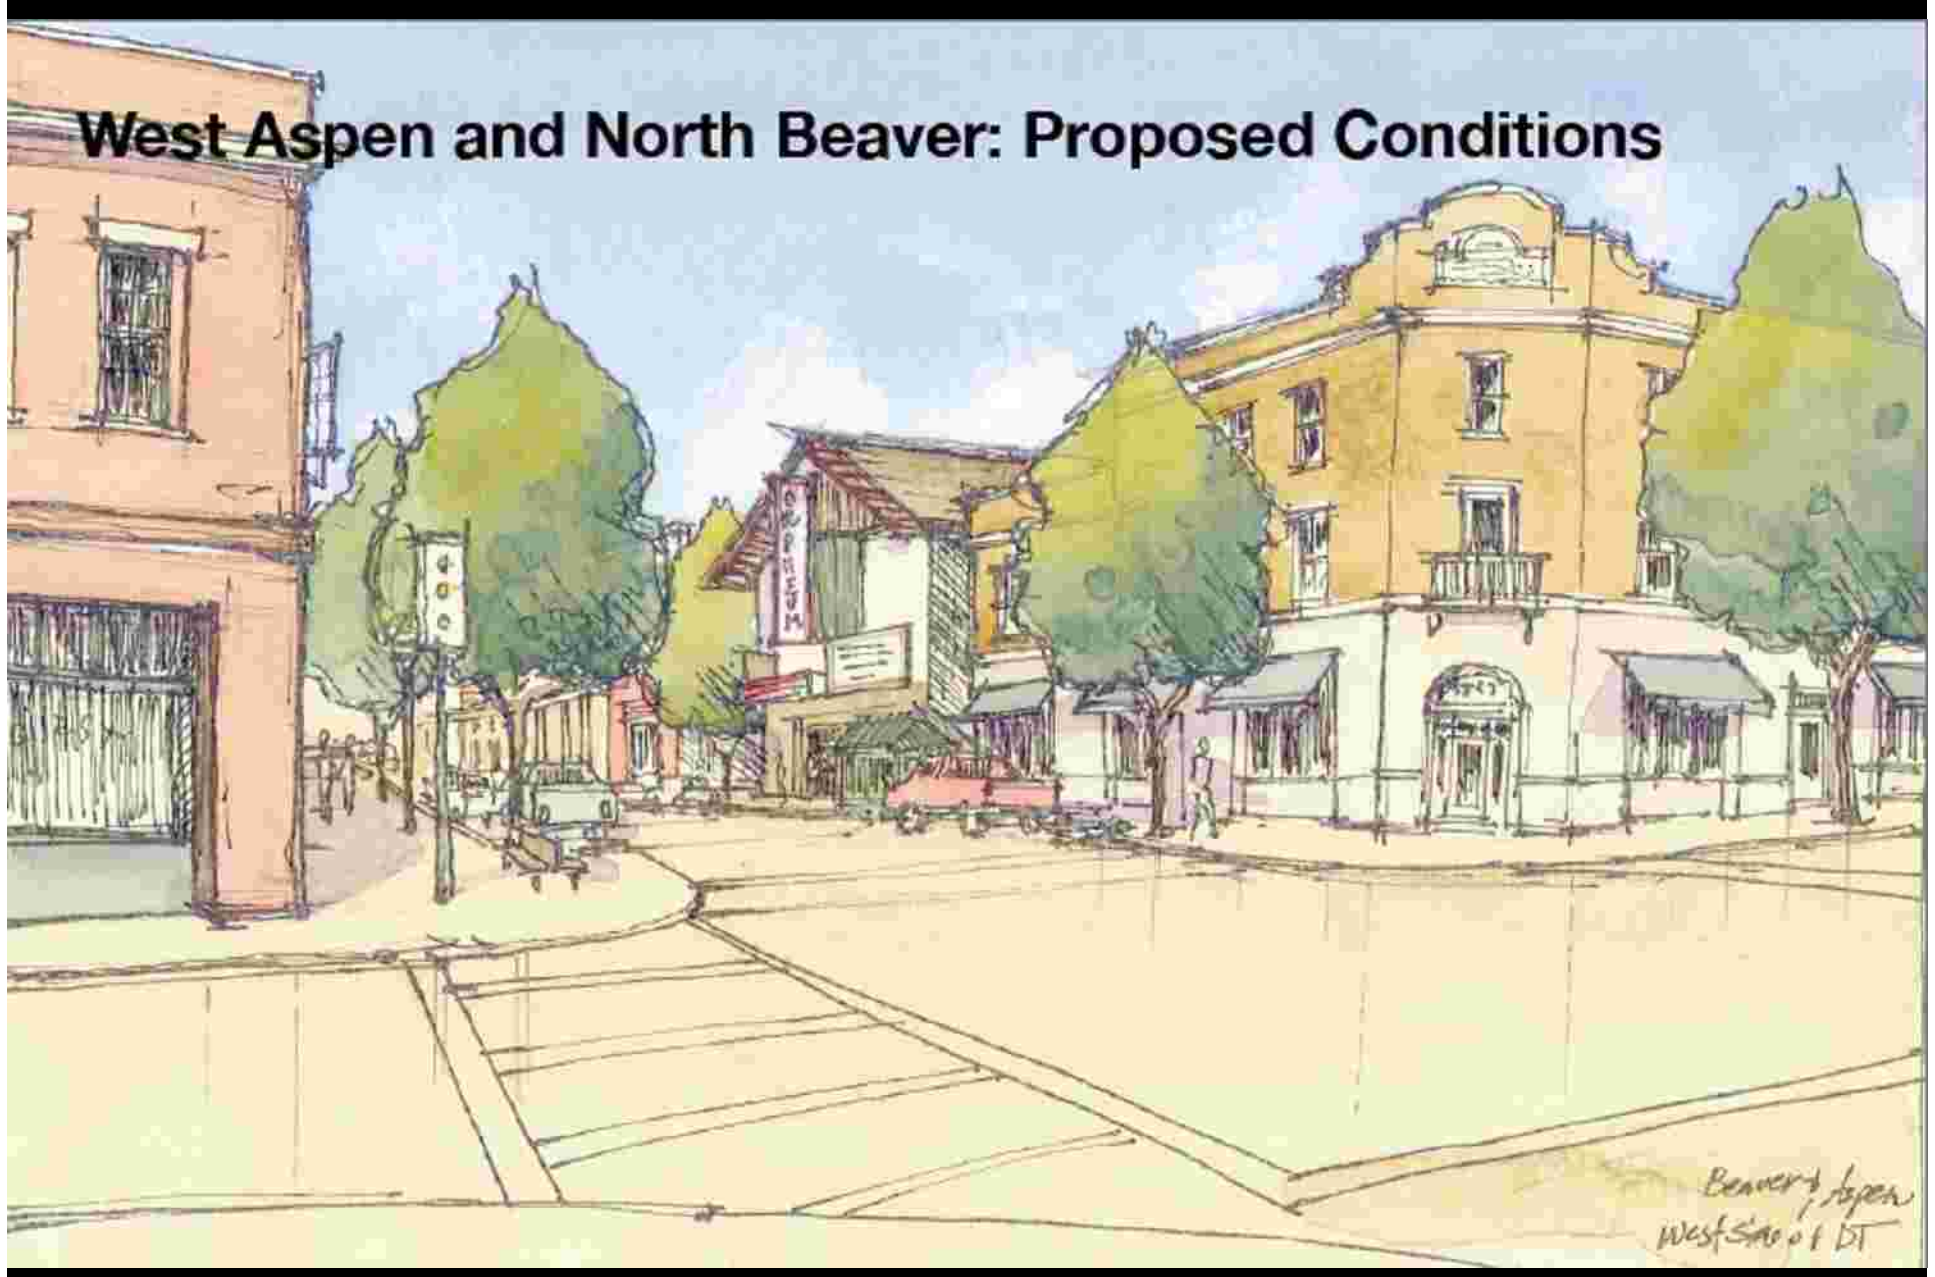 West Aspen and North Beaver: Proposed Conditions
ORPHEUM
Beaver & Aspen
West Side of DT